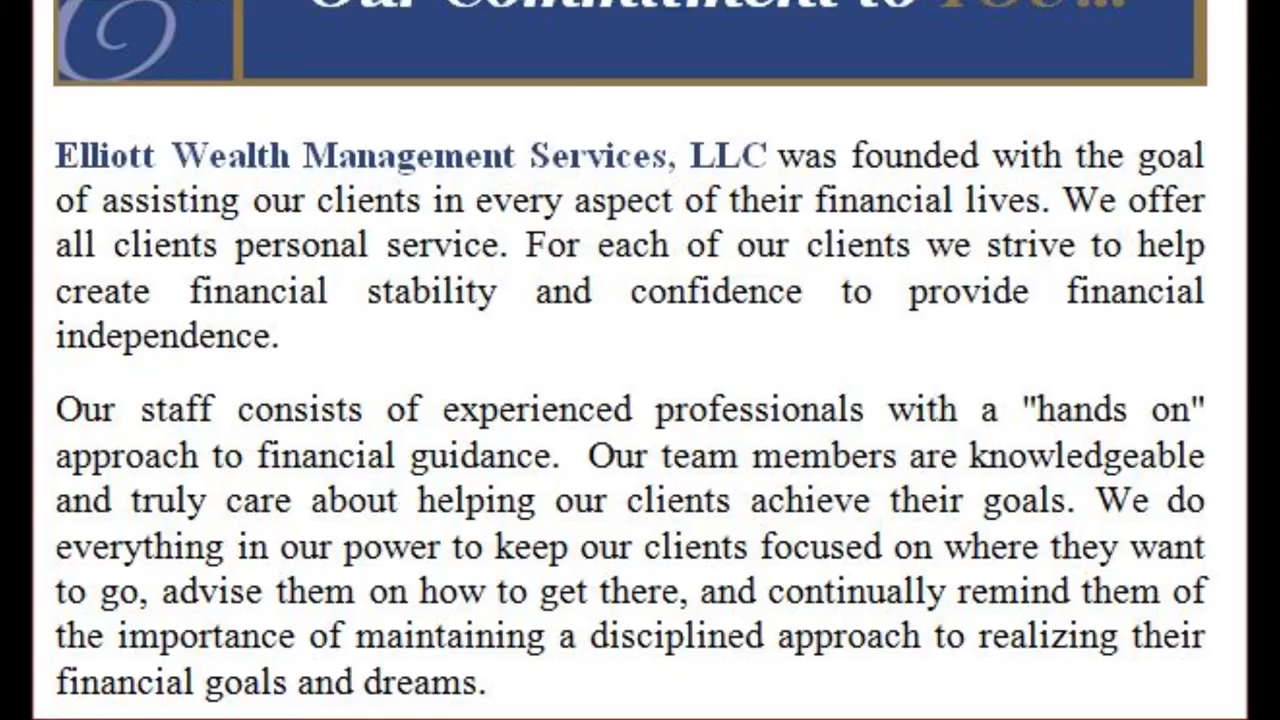 Our Commitment to YOU...
Elliott Wealth Management Services, LLC was founded with the goal
of assisting our clients in every aspect of their financial lives. We offer
all clients personal service. For each of our clients we strive to help
create financial stability and confidence to provide financial
independence.
Our staff consists of experienced professionals with a "hands on"
approach to financial guidance. Our team members are knowledgeable
and truly care about helping our clients achieve their goals. We do
everything in our power to keep our clients focused on where they want
to go, advise them on how to get there, and continually remind them of
the importance of maintaining a disciplined approach to realizing their
financial goals and dreams.